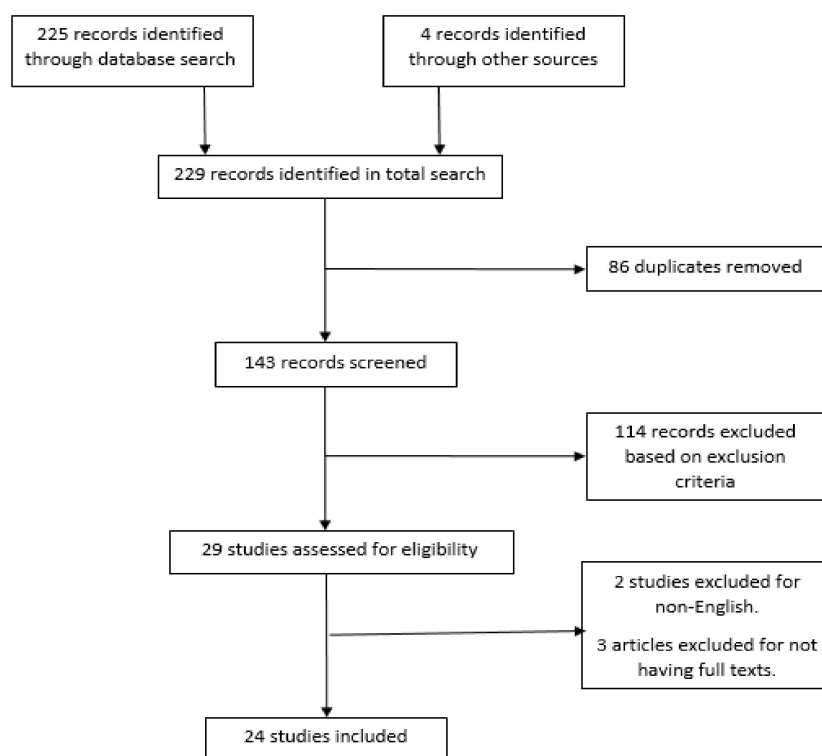 225 records identified
through database search
4 records identified
through other sources
229 records identified in total search
86 duplicates removed
143 records screened
114 records excluded
based on exclusion
criteria
29 studies assessed for eligibility
2 studies excluded for
non-English.
3 articles excluded for not
having full texts.
24 studies included